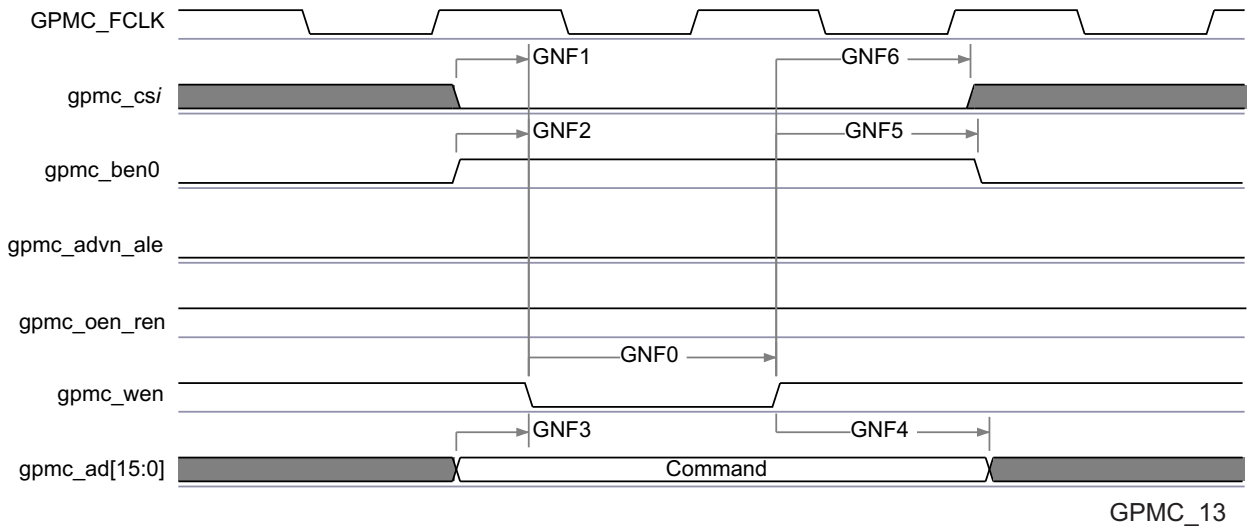 GPMC_FCLK
GNF1
GNF6
gpmc_csi
GNF2
GNF5
gpmc_ben0
gpmc_advn_ale
gpmc_oen_ren
GNF0
gpmc_wen
GNF3
GNF4
gpmc_ad[15:0]
Command
GPMC_13